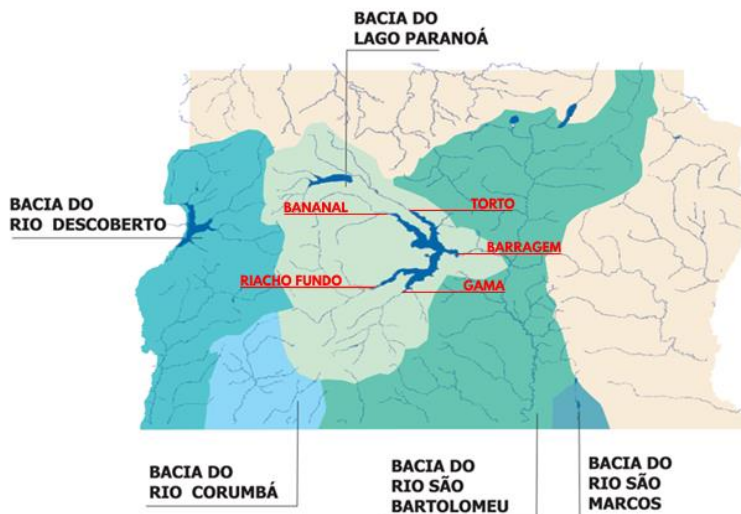 BACIA DO
LAGO PARANOÁ
BACIA DO
RIO DESCOBERTO
BANANAL
TORTO
BARRAGEM
RIACHO FUNDO
GAMA
BACIA DO
RIO CORUMBÁ
BACIA DO
RIO SÃO
BARTOLOMEU
BACIA DO
RIO SÃO
MARCOS